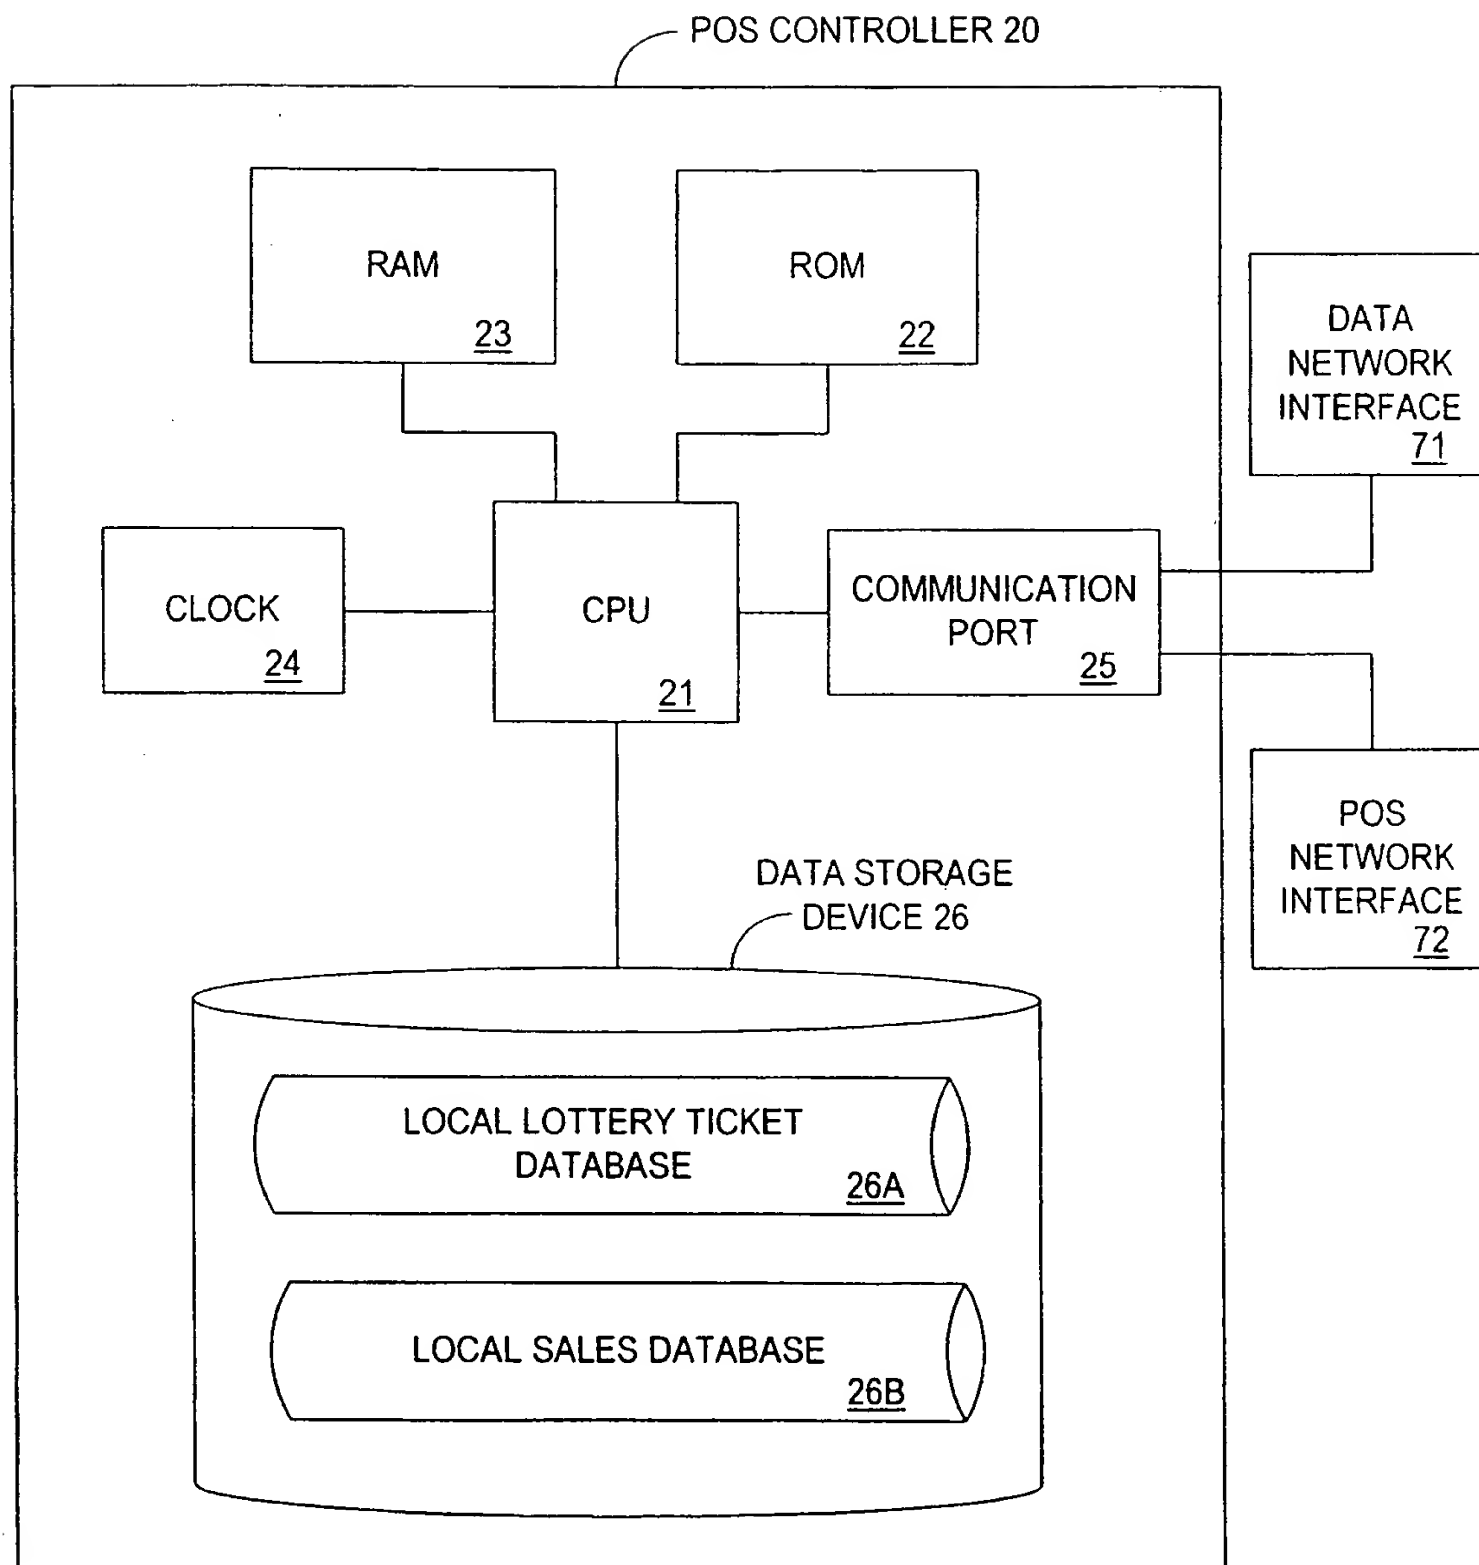 POS CONTROLLER 20
RAM
23
ROM
22
DATA
NETWORK
INTERFACE
71
CLOCK
24
CPU
21
COMMUNICATION
PORT
25
POS
NETWORK
INTERFACE
72
DATA STORAGE
DEVICE 26
LOCAL LOTTERY TICKET
DATABASE
26A
LOCAL SALES DATABASE
26B